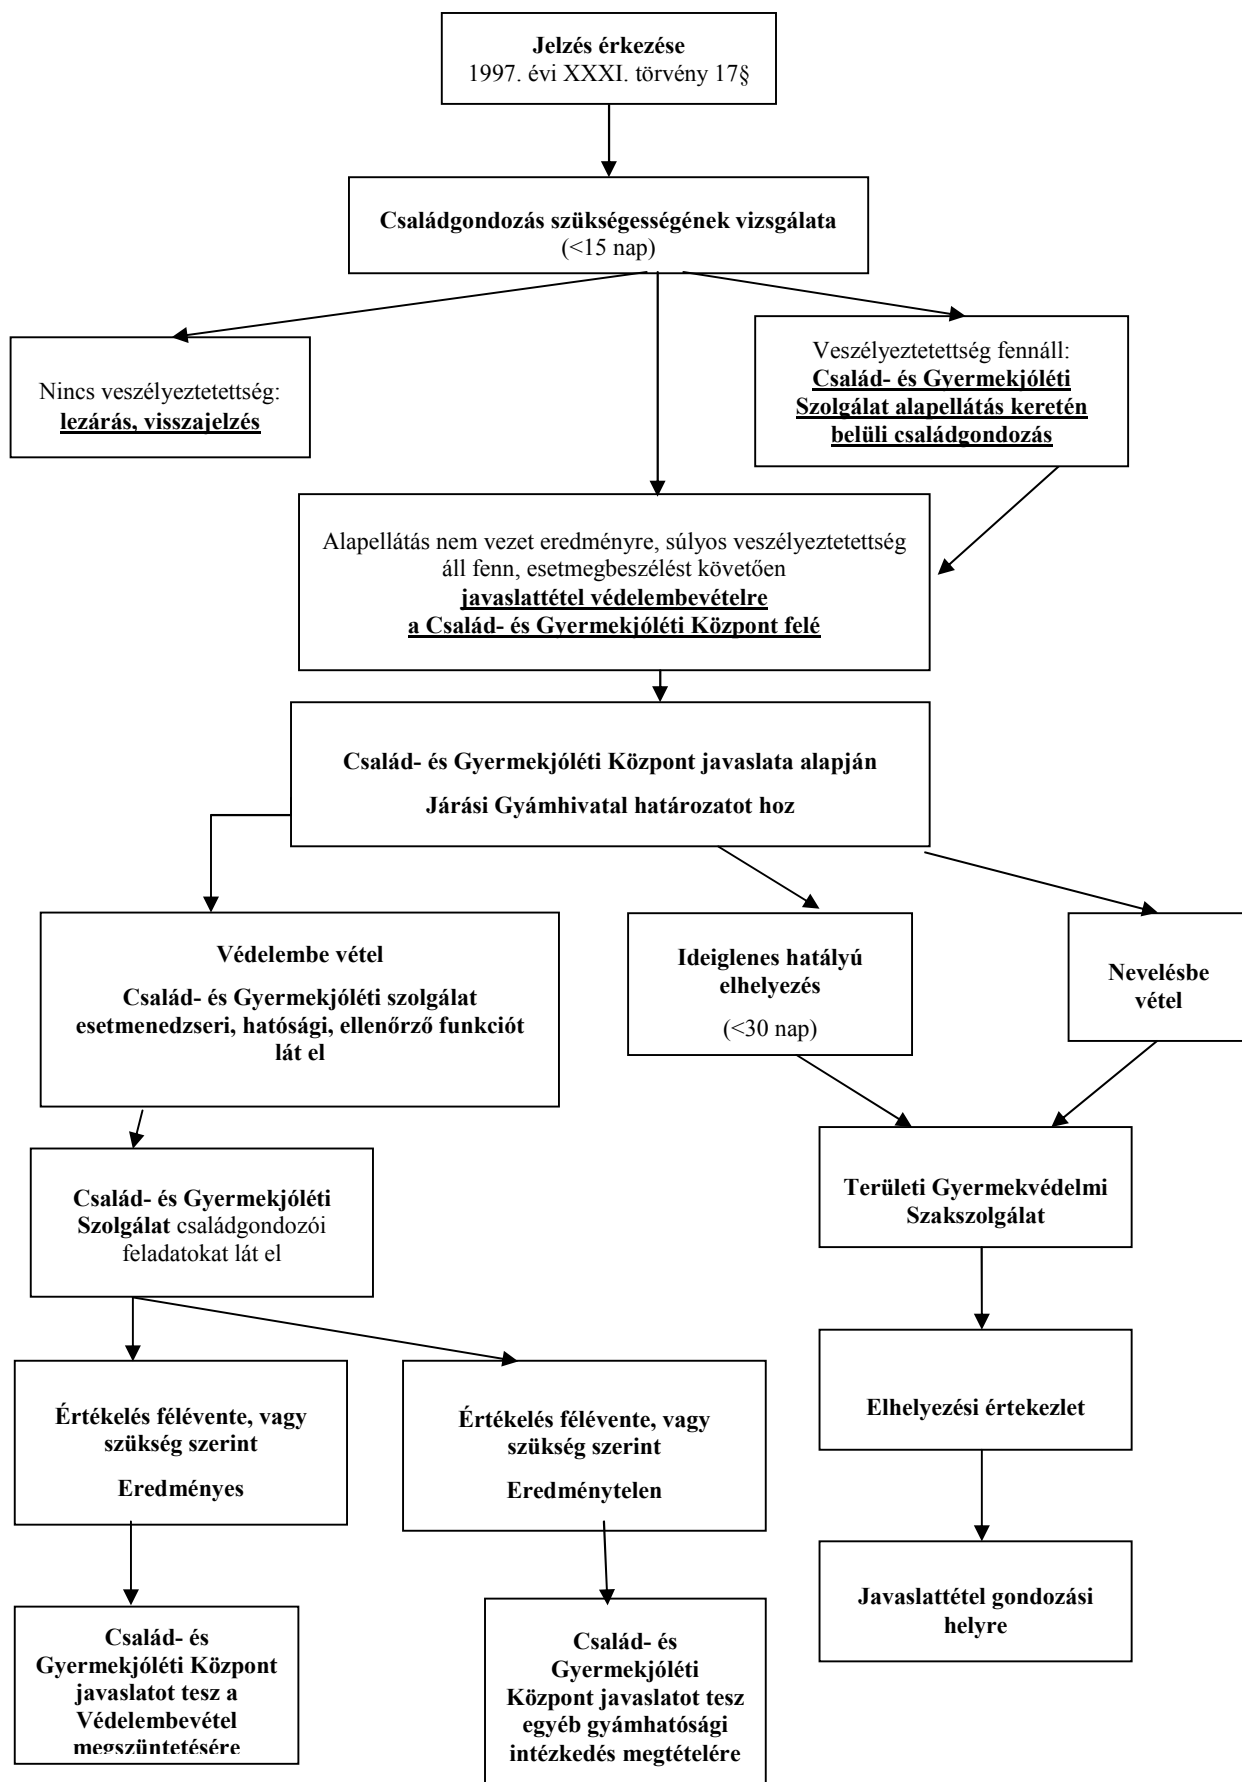 Jelzés érkezése
1997. évi XXXI. törvény 17§
Családgondozás szükségességének vizsgálata
(<15 nap)
Nincs veszélyeztetettség:
lezárás, visszajelzés
Veszélyeztetettség fennáll:
Család- és Gyermekjóléti
Szolgálat alapellátás keretén
belüli családgondozás
Alapellátás nem vezet eredményre, súlyos veszélyeztetettség
áll fenn, esetmegbeszélést követően
javaslattétel védelembevételre
a Család- és Gyermekjóléti Központ felé
Család- és Gyermekjóléti Központ javaslata alapján
Járási Gyámhivatal határozatot hoz
Védelembe vétel
Család- és Gyermekjóléti szolgálat
esetmenedzseri, hatósági, ellenőrző funkciót
lát el
Ideiglenes hatályú
elhelyezés
(<30 nap)
Nevelésbe
vétel
Család- és Gyermekjóléti
Szolgálat családgondozói
feladatokat lát el
Területi Gyermekvédelmi
Szakszolgálat
Értékelés félévente, vagy
szükség szerint
Eredményes
Értékelés félévente, vagy
szükség szerint
Eredménytelen
Elhelyezési értekezlet
Javaslattétel gondozási
helyre
Család- és
Gyermekjóléti Központ
javaslatot tesz a
Védelembevétel
megszüntetésére
Család- és
Gyermekjóléti
Központ javaslatot tesz
egyéb gyámhatósági
intézkedés megtételére